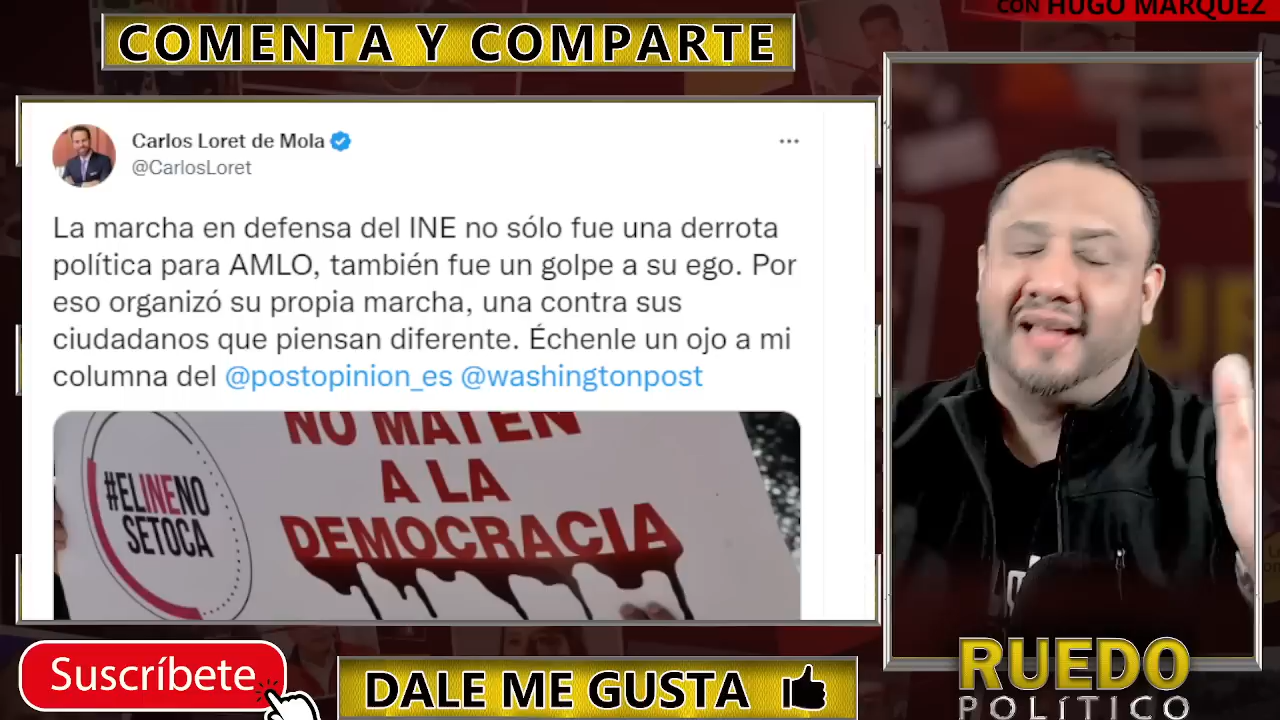 CON HUGO MÁRQUEZ
COMENTA Y COMPARTE
Carlos Loret de Mola
@CarlosLoret
La marcha en defensa del INE no sólo fue una derrota
política para AMLO, también fue un golpe a su ego. Por
eso organizó su propia marcha, una contra sus
ciudadanos que piensan diferente. Échenle un ojo a mi
columna del @postopinion_es @washingtonpost
NO MATEN
A LA
DEMOCRACIA
#ELINENO
SETOCA
Suscríbete
DALE ME GUSTA
RUEDO
POLÍTICO